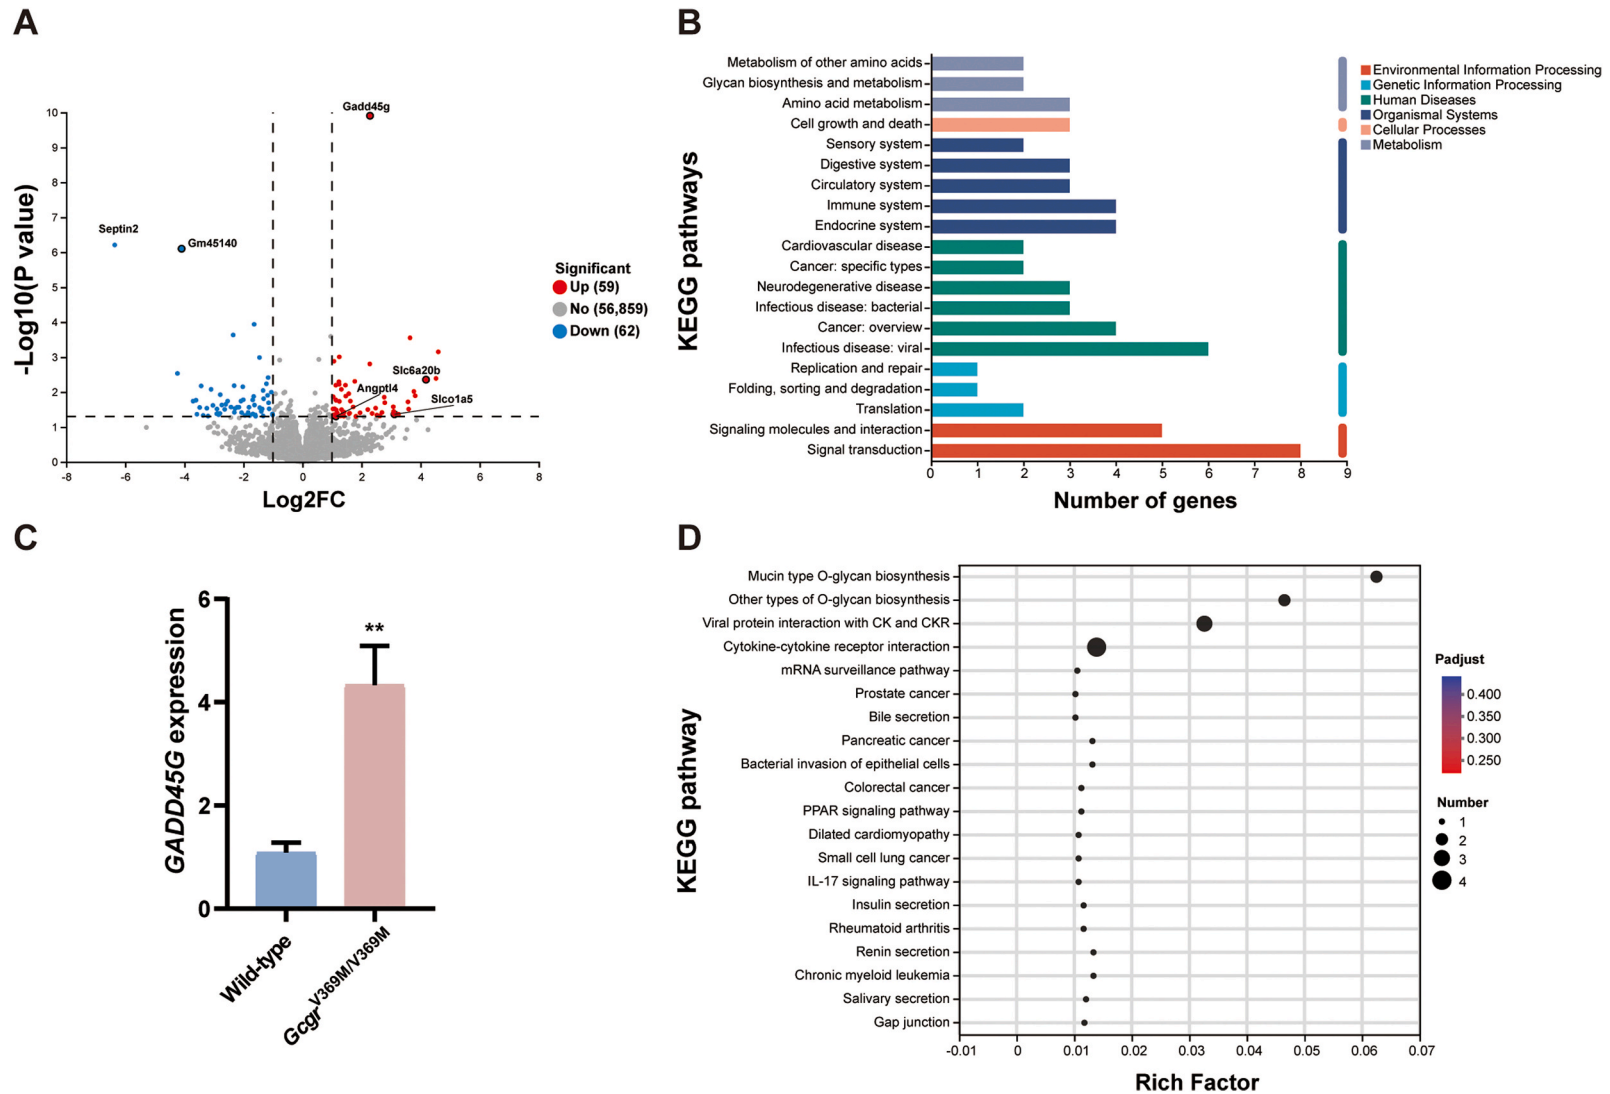 A
-Log10(P value)
10
9
8
7
6
5
4
3
2
1
0
-8
-6
-4
-2
0
2
4
6
8
Log2FC
Gadd45g
Septin2
Gm45140
Slc6a20b
Angptl4
Slco1a5
Significant
Up (59)
No (56,859)
Down (62)
B
KEGG pathways
Metabolism of other amino acids
Glycan biosynthesis and metabolism
Amino acid metabolism
Cell growth and death
Sensory system
Digestive system
Circulatory system
Immune system
Endocrine system
Cardiovascular disease
Cancer: specific types
Neurodegenerative disease
Infectious disease: bacterial
Cancer: overview
Infectious disease: viral
Replication and repair
Folding, sorting and degradation
Translation
Signaling molecules and interaction
Signal transduction
0
1
2
3
4
5
6
7
8
9
Number of genes
Environmental Information Processing
Genetic Information Processing
Human Diseases
Organismal Systems
Cellular Processes
Metabolism
C
GADD45G expression
6
4
2
0
**
Wild-type
Gcgr^V369M/V369M
D
KEGG pathway
Mucin type O-glycan biosynthesis
Other types of O-glycan biosynthesis
Viral protein interaction with CK and CKR
Cytokine-cytokine receptor interaction
mRNA surveillance pathway
Prostate cancer
Bile secretion
Pancreatic cancer
Bacterial invasion of epithelial cells
Colorectal cancer
PPAR signaling pathway
Dilated cardiomyopathy
Small cell lung cancer
IL-17 signaling pathway
Insulin secretion
Rheumatoid arthritis
Renin secretion
Chronic myeloid leukemia
Salivary secretion
Gap junction
-0.01
0
0.01
0.02
0.03
0.04
0.05
0.06
0.07
Rich Factor
Padjust
0.400
0.350
0.300
0.250
Number
1
2
3
4